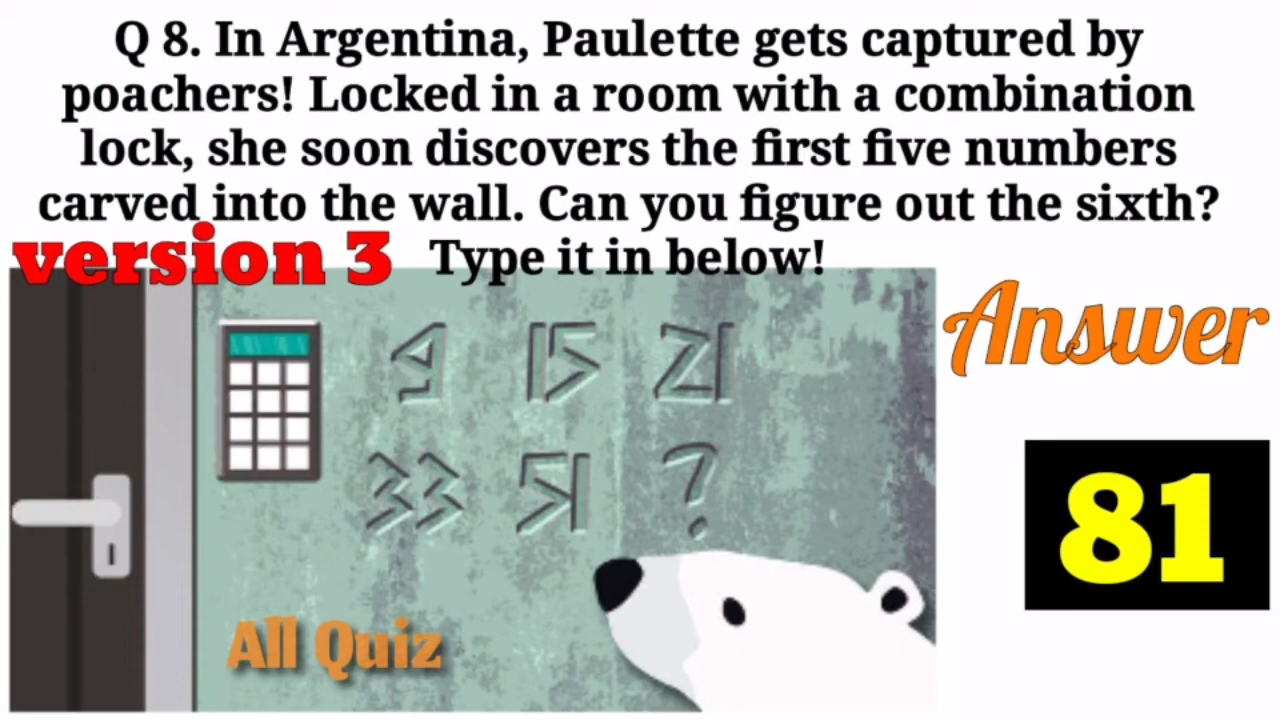 Q 8. In Argentina, Paulette gets captured by
poachers! Locked in a room with a combination
lock, she soon discovers the first five numbers
carved into the wall. Can you figure out the sixth?
version 3 Type it in below!
Answer
9 15 21
33 51 ?
81
All Quiz